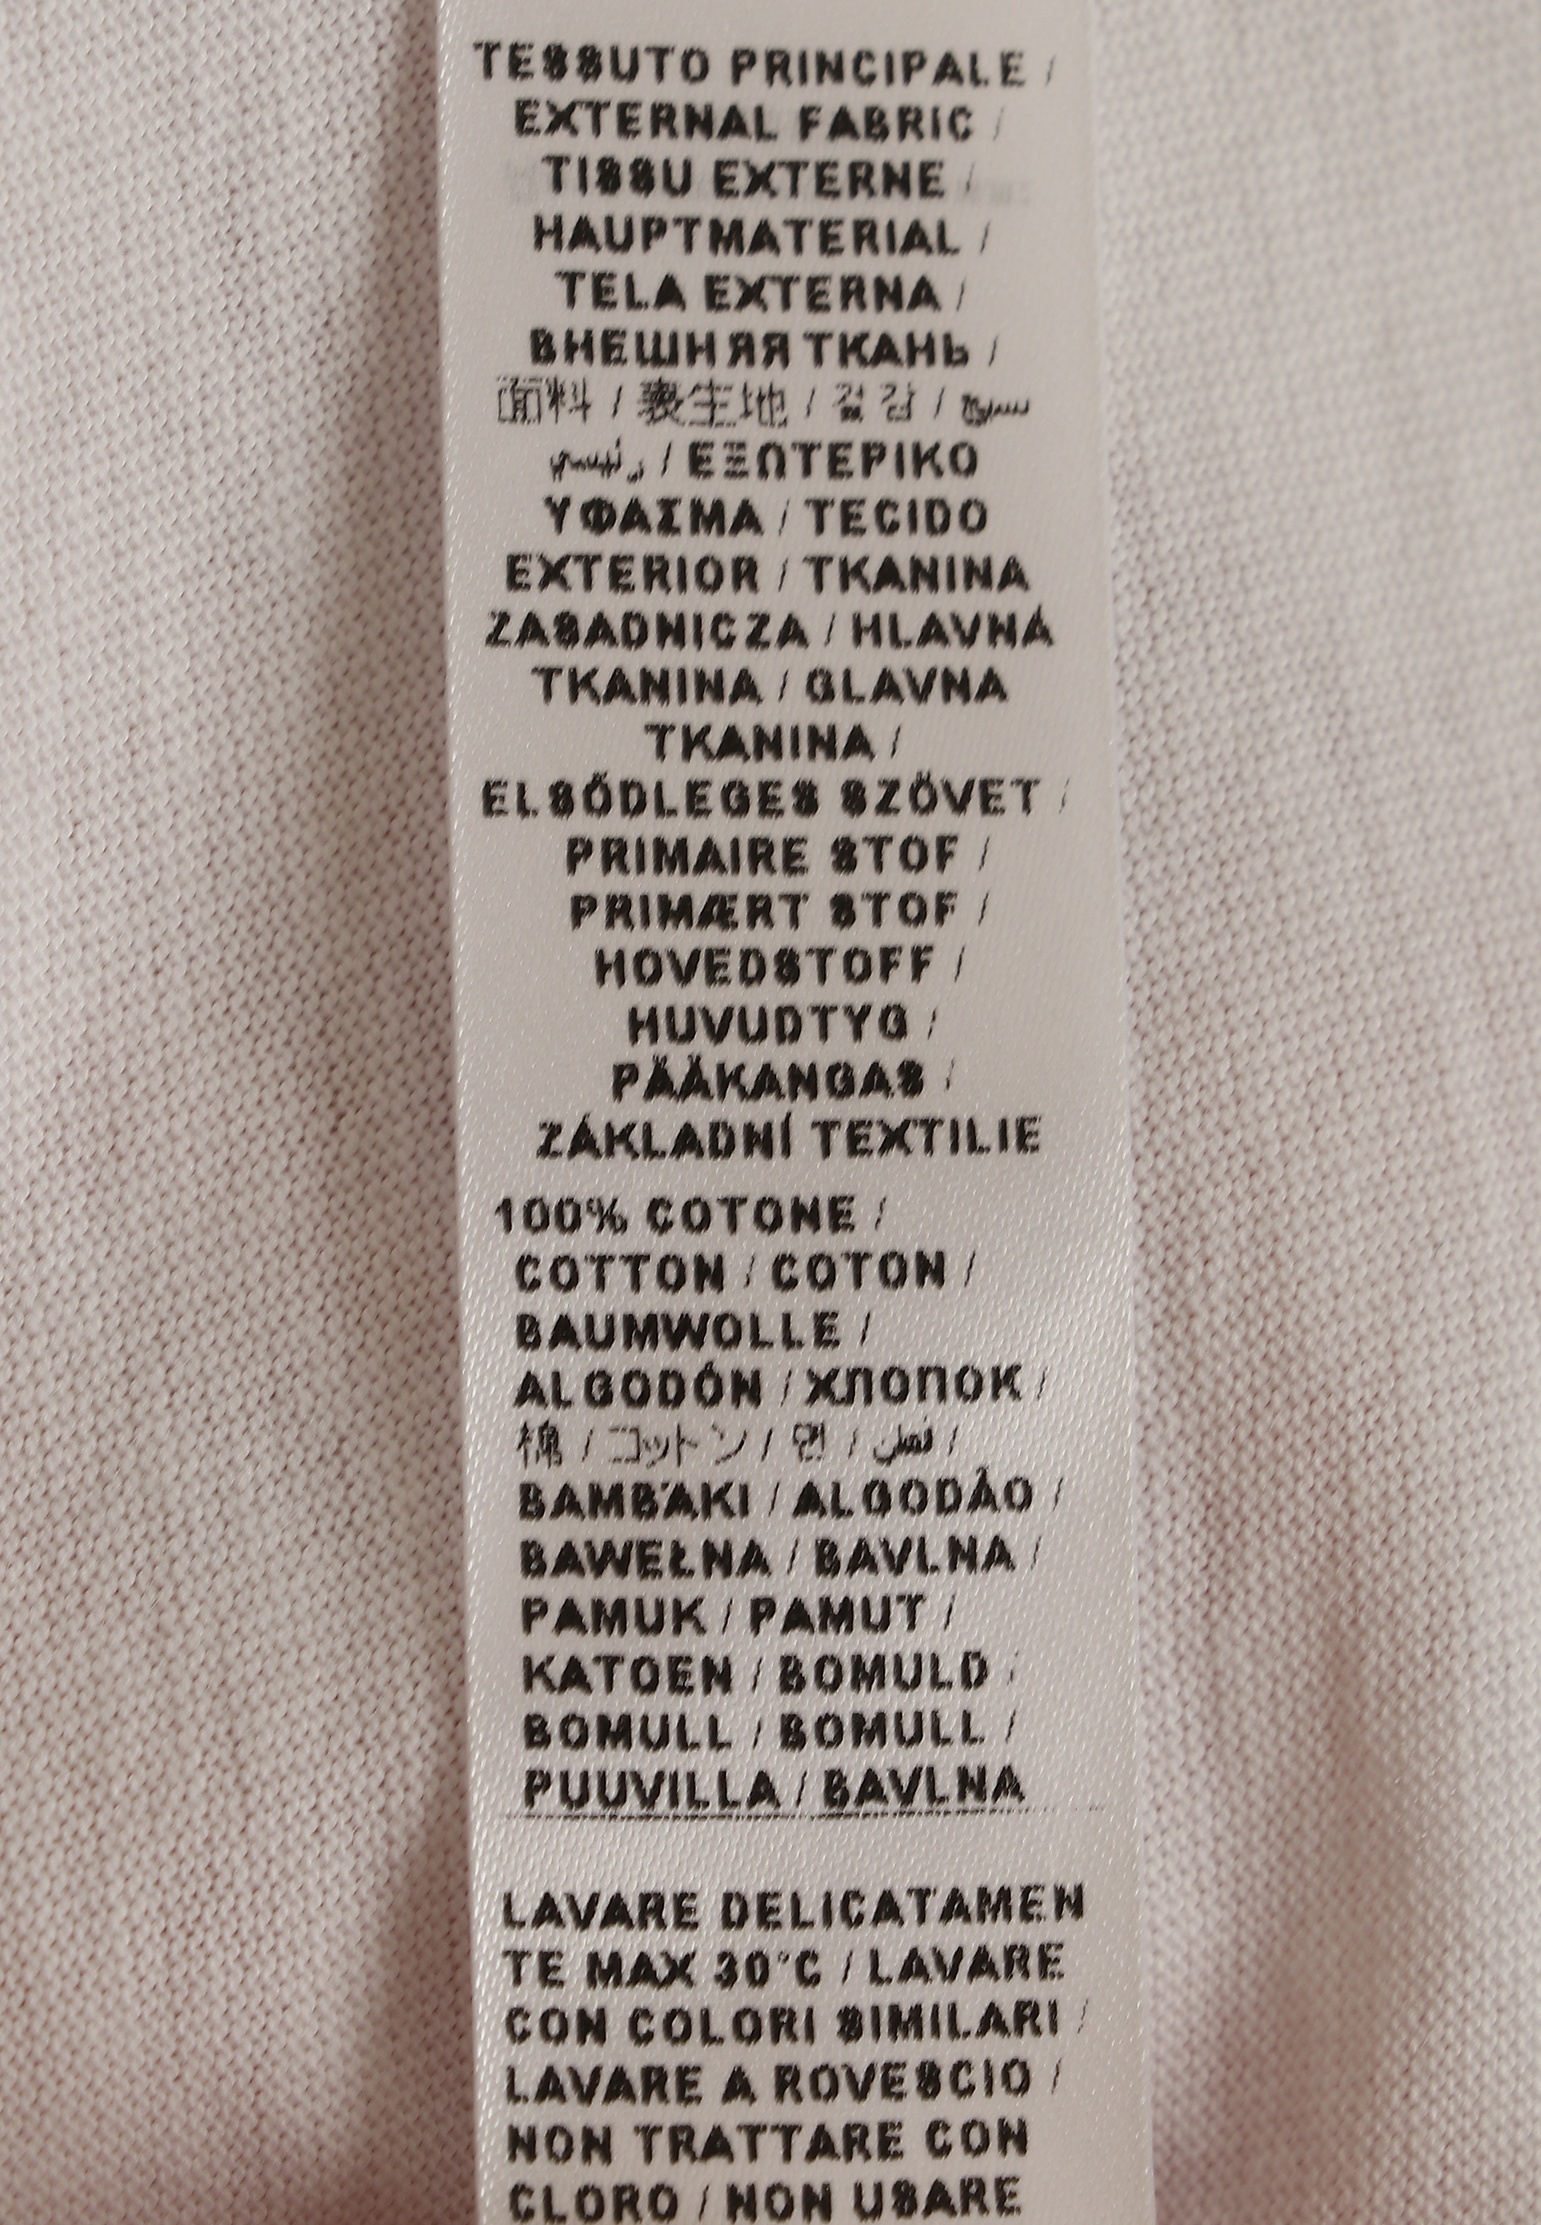 TESSUTO PRINCIPALE /
EXTERNAL FABRIC /
TISSU EXTERNE /
HAUPTMATERIAL /
TELA EXTERNA /
ВНЕШНЯЯ ТКАНЬ /
面料 / 表生地 / 겉감 / نسيج
رئيسي / ΕΞΩΤΕΡΙΚΟ
ΥΦΑΣΜΑ / TECIDO
EXTERIOR / TKANINA
ZASADNICZA / HLAVNÁ
TKANINA / GLAVNA
TKANINA /
ELSŐDLEGES SZÖVET /
PRIMAIRE STOF /
PRIMÆRT STOF /
HOVEDSTOFF /
HUVUDTYG /
PÄÄKANGAS /
ZÁKLADNÍ TEXTILIE
100% COTONE /
COTTON / COTON /
BAUMWOLLE /
ALGODÓN / ХЛОПОК /
棉 / コットン / 면 / قطن /
ΒΑΜΒΆΚΙ / ALGODÃO /
BAWEŁNA / BAVLNA /
PAMUK / PAMUT /
KATOEN / BOMULD /
BOMULL / BOMULL /
PUUVILLA / BAVLNA
LAVARE DELICATAMEN
TE MAX 30°C / LAVARE
CON COLORI SIMILARI /
LAVARE A ROVESCIO /
NON TRATTARE CON
CLORO / NON USARE